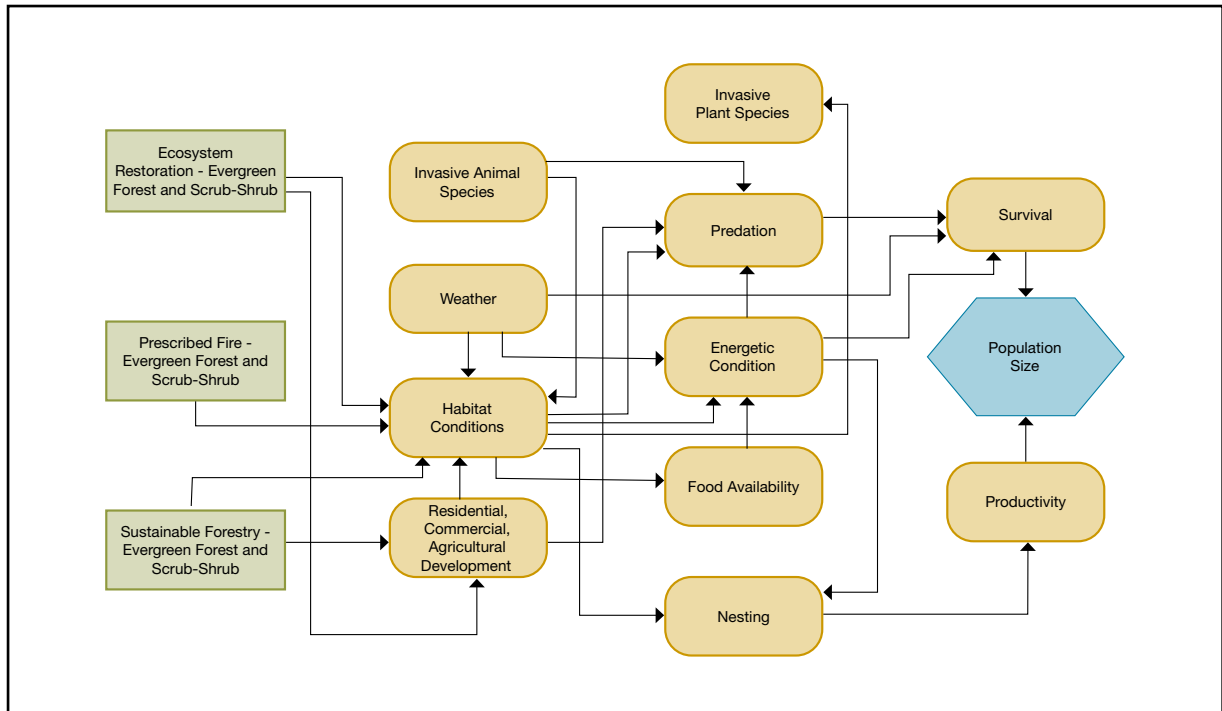 Ecosystem
Restoration - Evergreen
Forest and Scrub-Shrub
Prescribed Fire -
Evergreen Forest and
Scrub-Shrub
Sustainable Forestry -
Evergreen Forest and
Scrub-Shrub
Invasive Animal
Species
Weather
Habitat
Conditions
Residential,
Commercial,
Agricultural
Development
Invasive
Plant Species
Predation
Energetic
Condition
Food Availability
Nesting
Survival
Population
Size
Productivity